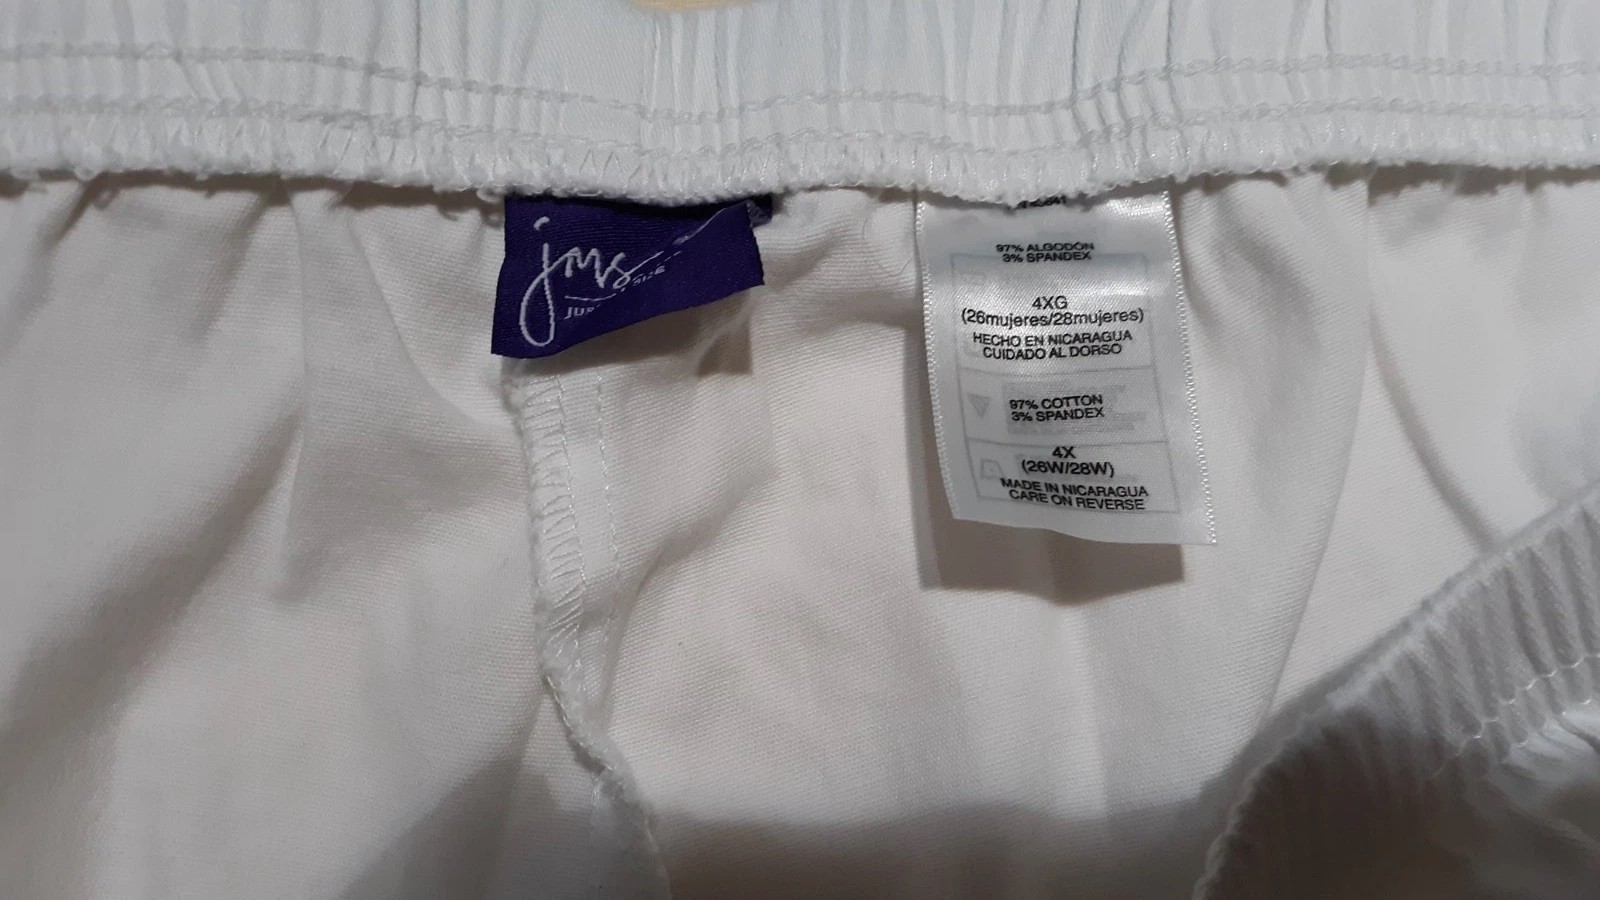 jms
97% ALGODÓN
3% SPANDEX
4XG
(26mujeres/28mujeres)
HECHO EN NICARAGUA
CUIDADO AL DORSO
97% COTTON
3% SPANDEX
4X
(26W/28W)
MADE IN NICARAGUA
CARE ON REVERSE